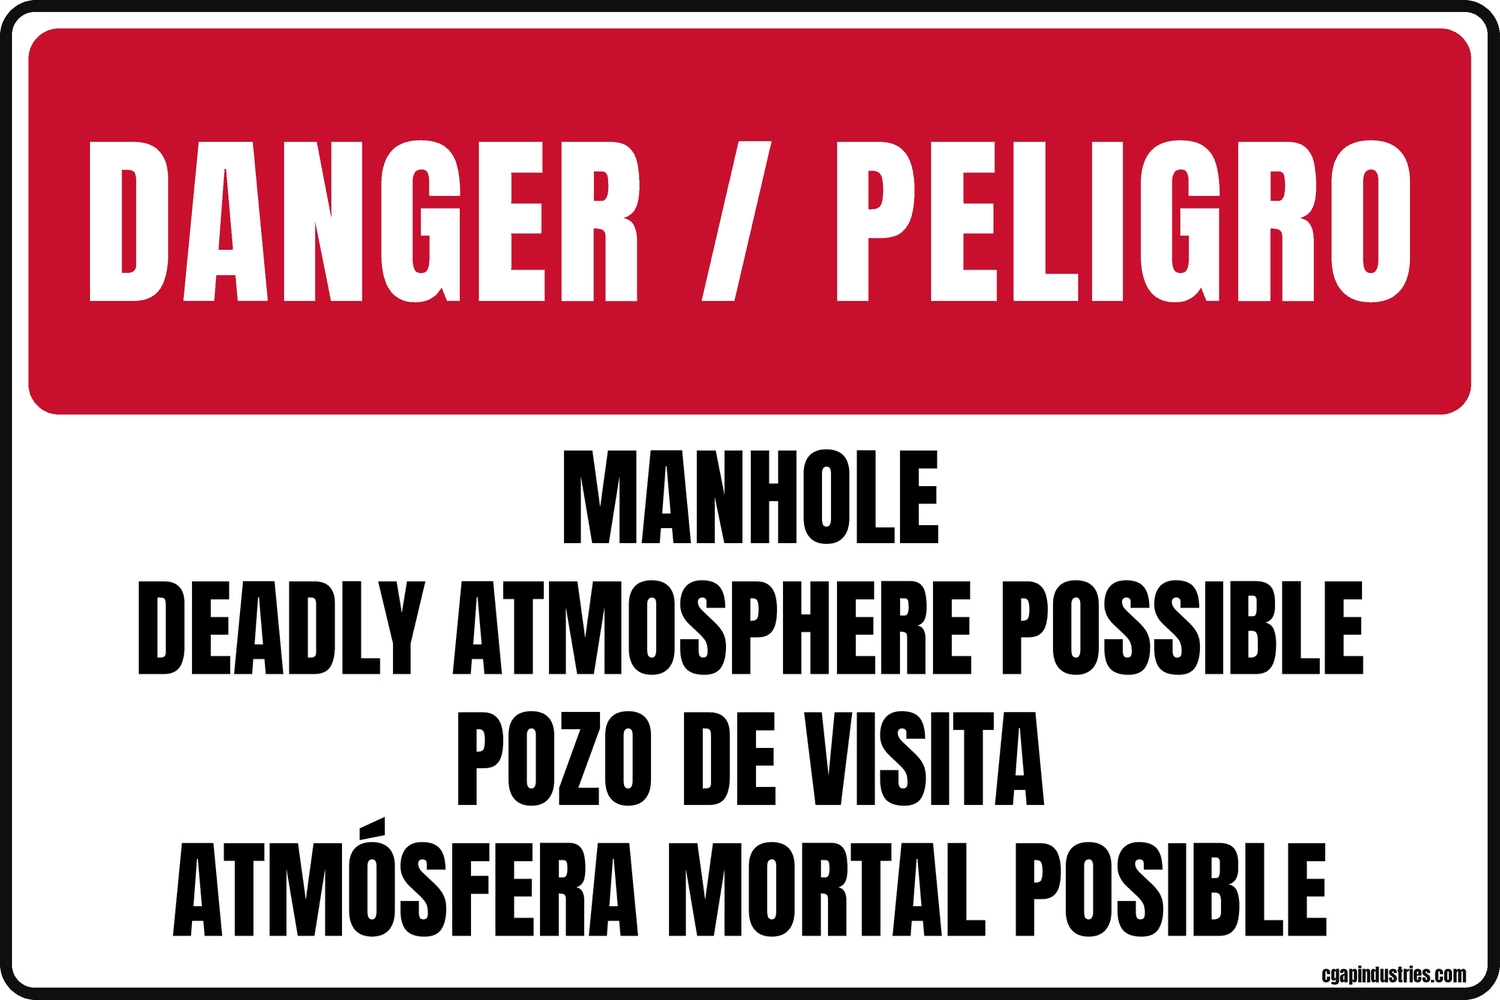 DANGER / PELIGRO
MANHOLE
DEADLY ATMOSPHERE POSSIBLE
POZO DE VISITA
ATMÓSFERA MORTAL POSIBLE
cgapindustries.com